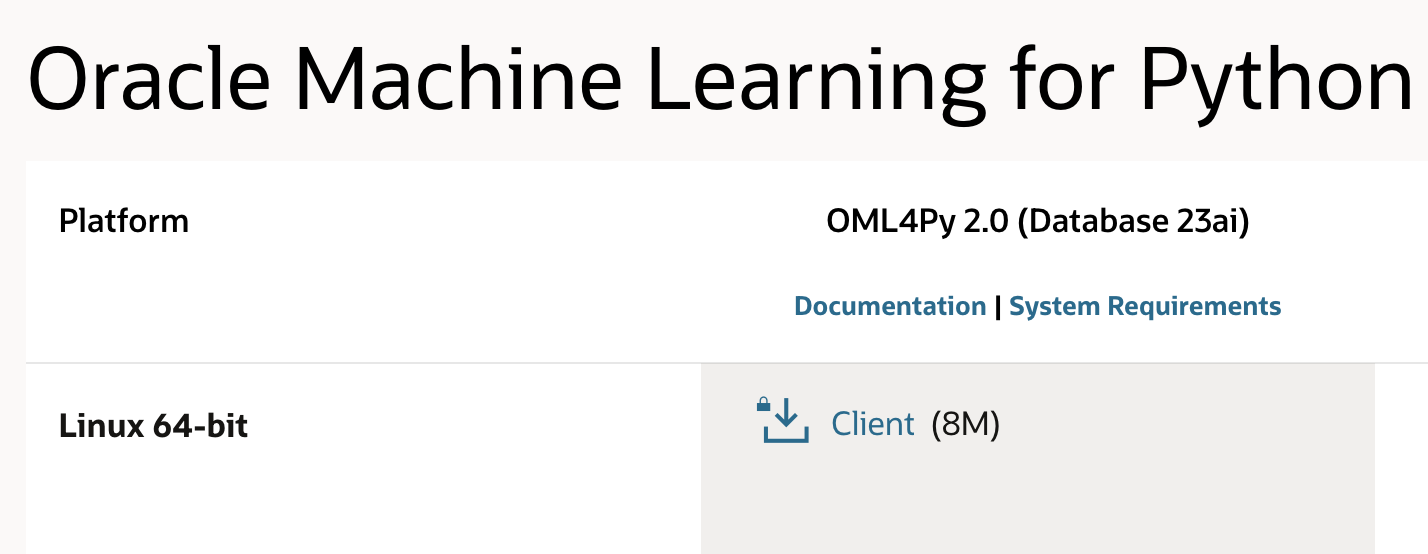 Oracle Machine Learning for Python
Platform
OML4Py 2.0 (Database 23ai)
Documentation | System Requirements
Linux 64-bit
Client (8M)